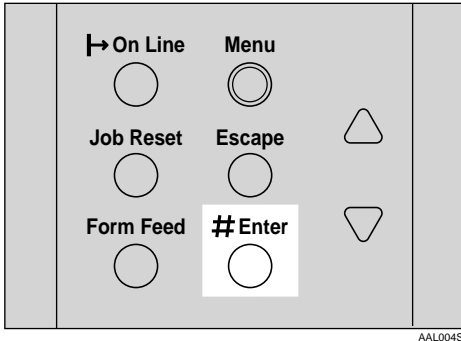 On Line Menu
Job Reset Escape
Form Feed # Enter
AAL004S